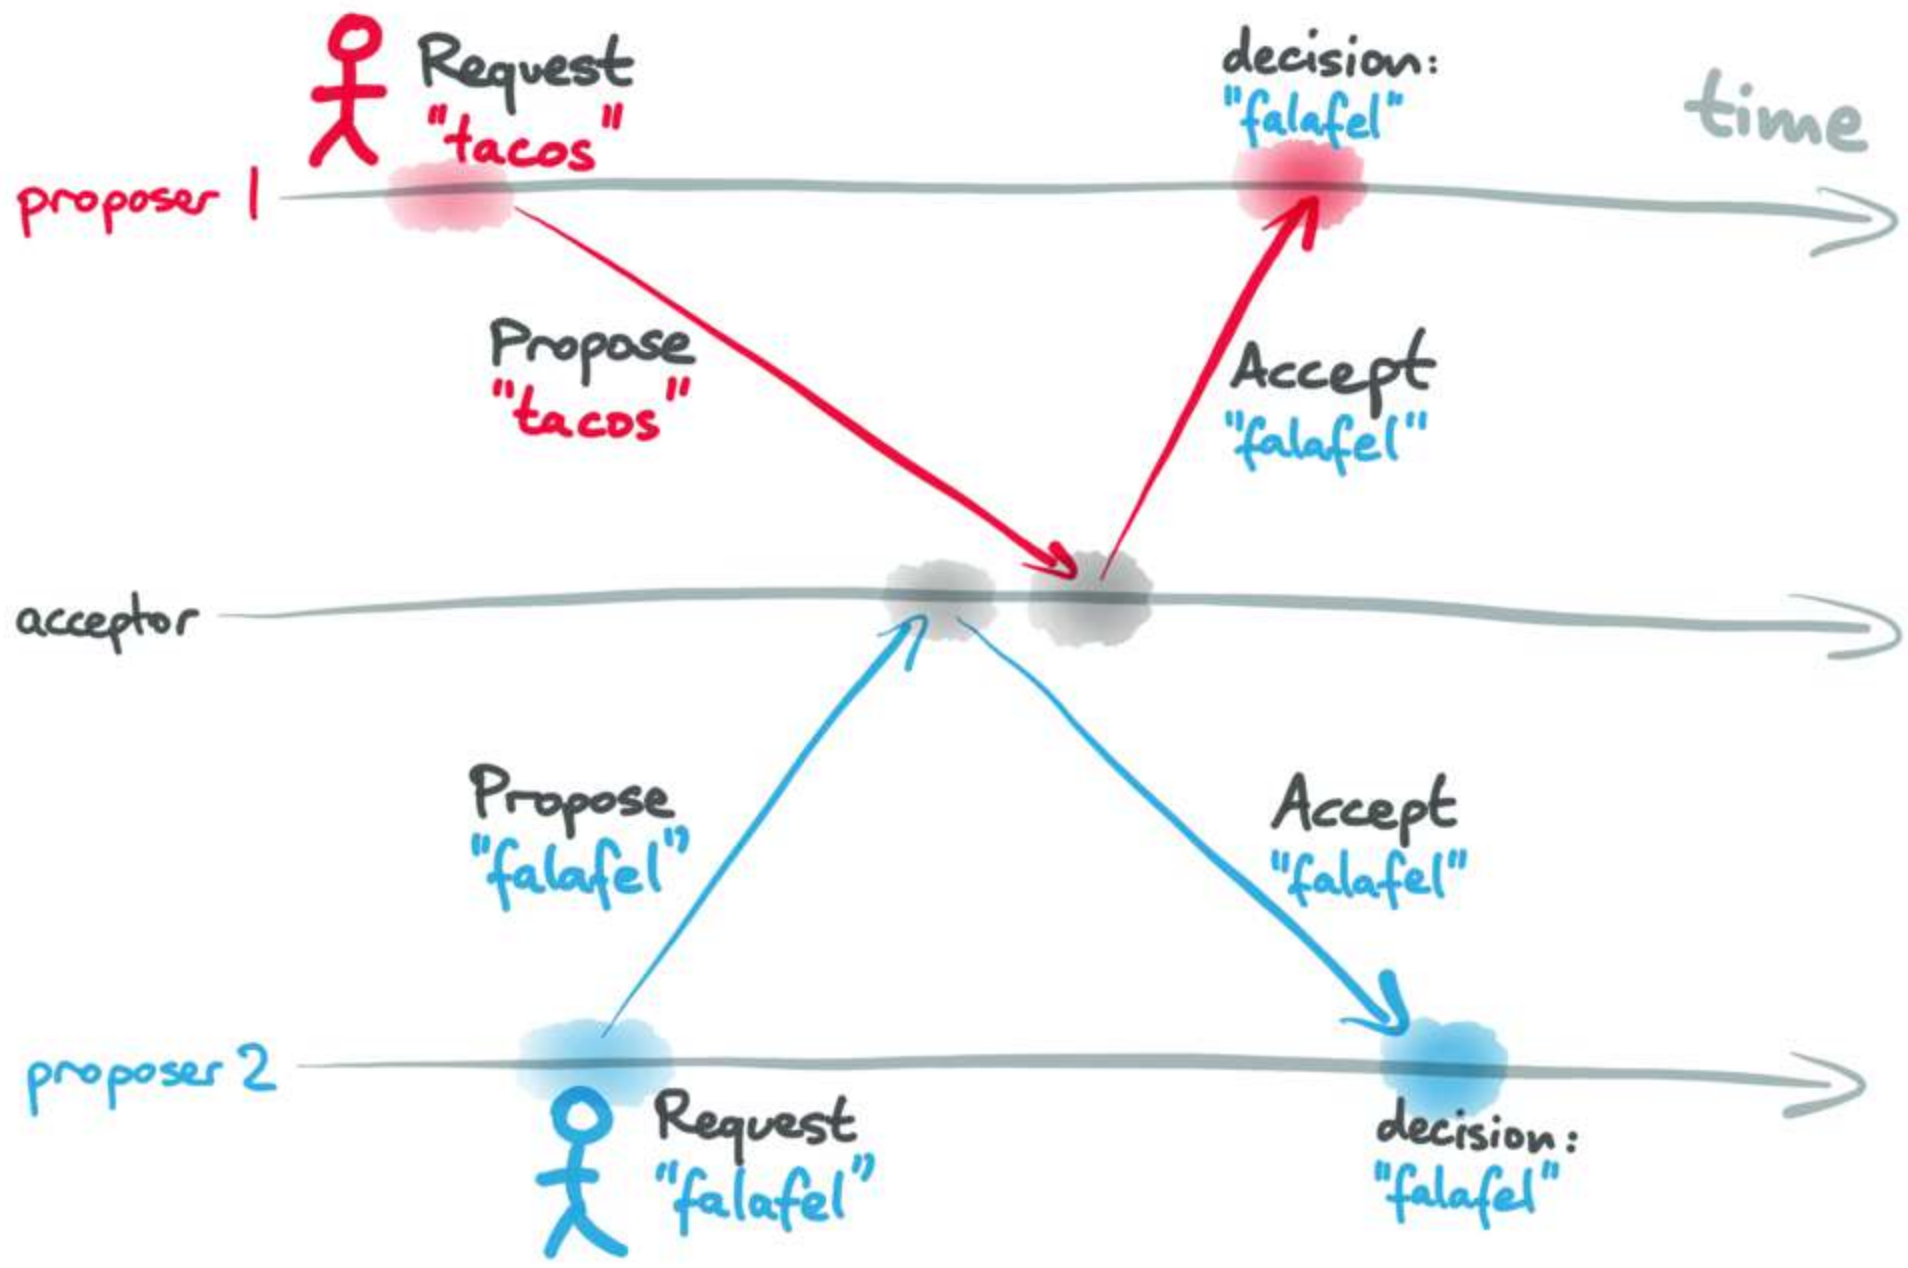 Request
"tacos"
decision:
"falafel"
time
proposer 1
Propose
"tacos"
Accept
"falafel"
acceptor
Propose
"falafel"
Accept
"falafel"
proposer 2
Request
"falafel"
decision:
"falafel"